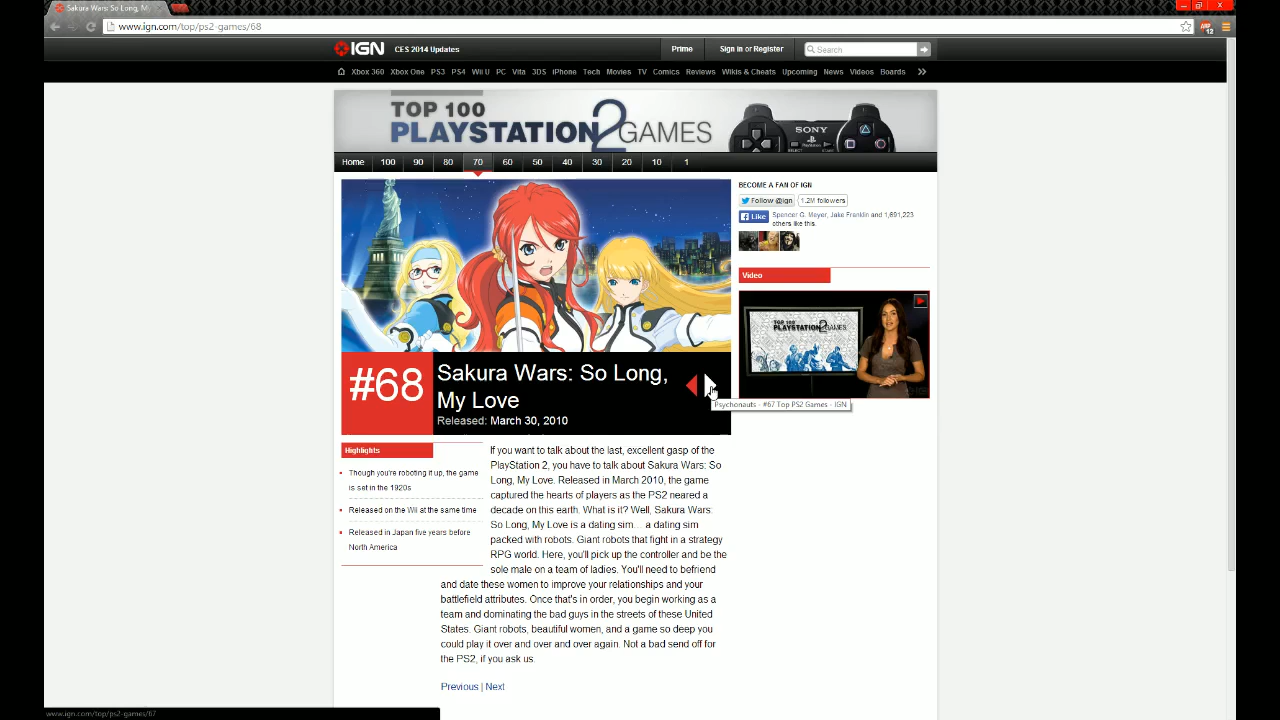 Sakura Wars: So Long, M
www.ign.com/top/ps2-games/68
12
IGN CES 2014 Updates Prime Sign in or Register Search
Xbox 360 Xbox One PS3 PS4 Wii U PC Vita 3DS iPhone Tech Movies TV Comics Reviews Wikis & Cheats Upcoming News Videos Boards
TOP 100
PLAYSTATION 2 GAMES
SONY
SELECT START
Home 100 90 80 70 60 50 40 30 20 10 1
BECOME A FAN OF IGN
Follow @ign 1.2M followers
Like Spencer G. Meyer, Jake Franklin and 1,691,223
others like this.
Video
TOP 100
PLAYSTATION 2 GAMES
#68
Sakura Wars: So Long,
My Love
Released: March 30, 2010
Psychonauts - #67 Top PS2 Games - IGN
Highlights
Though you're roboting it up, the game
is set in the 1920s
Released on the Wii at the same time
Released in Japan five years before
North America
If you want to talk about the last, excellent gasp of the
PlayStation 2, you have to talk about Sakura Wars: So
Long, My Love. Released in March 2010, the game
captured the hearts of players as the PS2 neared a
decade on this earth. What is it? Well, Sakura Wars:
So Long, My Love is a dating sim... a dating sim
packed with robots. Giant robots that fight in a strategy
RPG world. Here, you'll pick up the controller and be the
sole male on a team of ladies. You'll need to befriend
and date these women to improve your relationships and your
battlefield attributes. Once that's in order, you begin working as a
team and dominating the bad guys in the streets of these United
States. Giant robots, beautiful women, and a game so deep you
could play it over and over and over again. Not a bad send off for
the PS2, if you ask us.
Previous | Next
www.ign.com/top/ps2-games/67